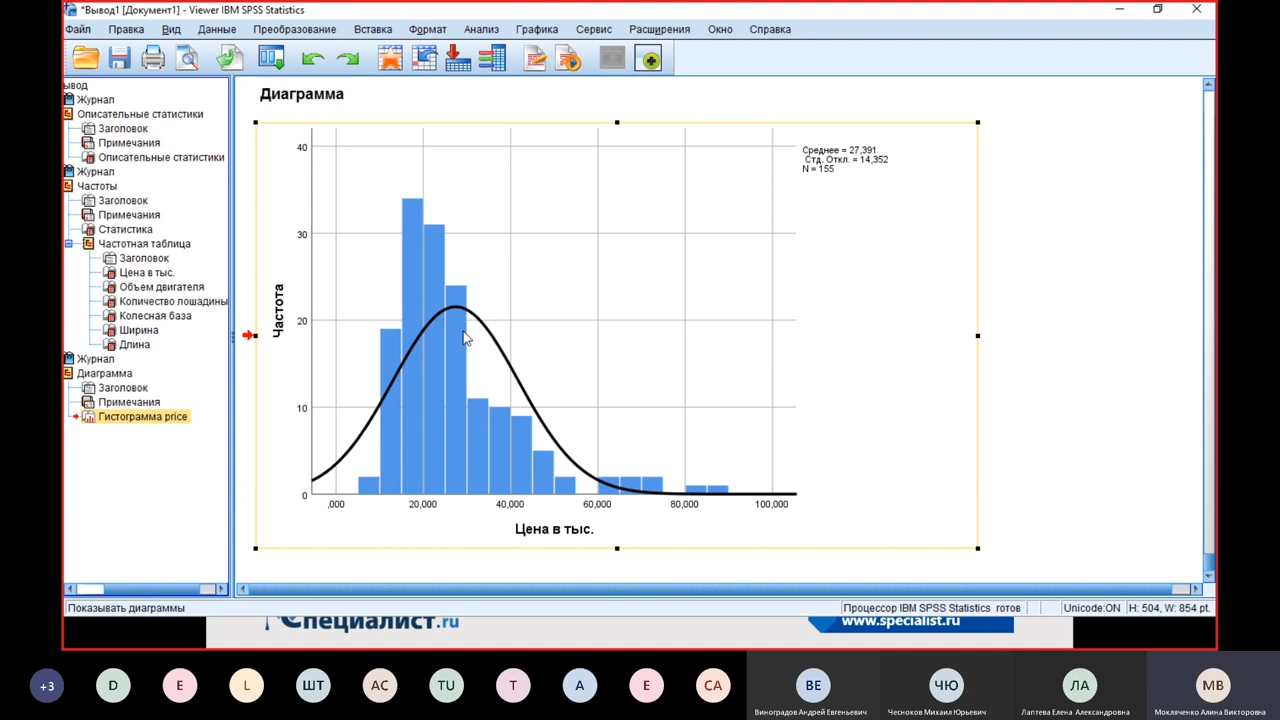 *Вывод1 [Документ1] - Viewer IBM SPSS Statistics
Файл Правка Вид Данные Преобразование Вставка Формат Анализ Графика Сервис Расширения Окно Справка
ывод
Журнал
Описательные статистики
Заголовок
Примечания
Описательные статистики
Журнал
Частоты
Заголовок
Примечания
Статистика
Частотная таблица
Заголовок
Цена в тыс.
Объем двигателя
Количество лошадины
Колесная база
Ширина
Длина
Журнал
Диаграмма
Заголовок
Примечания
Гистограмма price
Диаграмма
Среднее = 27,391
Стд. Откл. = 14,352
N = 155
Частота
40
30
20
10
0
,000 20,000 40,000 60,000 80,000 100,000
Цена в тыс.
Показывать диаграммы
Процессор IBM SPSS Statistics готов
Unicode:ON
H: 504, W: 854 pt.
Специалист.ru
www.specialist.ru
+3 D E L ШТ AC TU T A E CA ВЕ ЧЮ ЛА МВ
Виноградов Андрей Евгеньевич
Чесноков Михаил Юрьевич
Лаптева Елена Александровна
Мокляченко Алина Викторовна